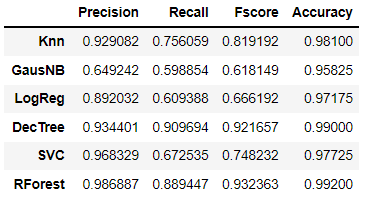 Precision Recall Fscore Accuracy
Knn 0.929082 0.756059 0.819192 0.98100
GausNB 0.649242 0.598854 0.618149 0.95825
LogReg 0.892032 0.609388 0.666192 0.97175
DecTree 0.934401 0.909694 0.921657 0.99000
SVC 0.968329 0.672535 0.748232 0.97725
RForest 0.986887 0.889447 0.932363 0.99200